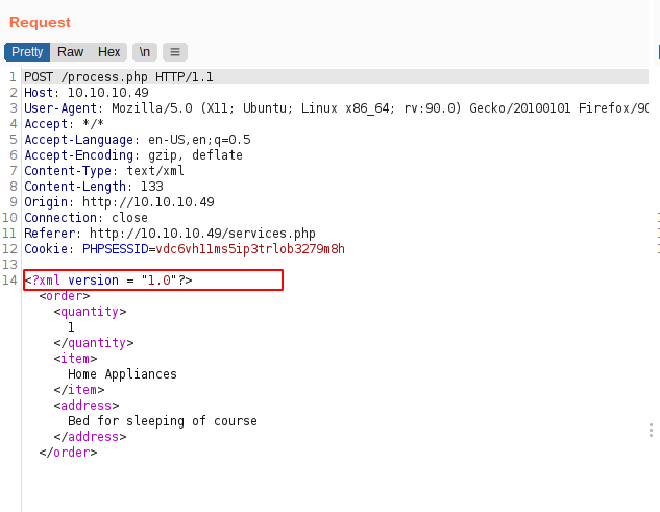 Request
Pretty Raw Hex \n ≡
1 POST /process.php HTTP/1.1
2 Host: 10.10.10.49
3 User-Agent: Mozilla/5.0 (X11; Ubuntu; Linux x86_64; rv:90.0) Gecko/20100101 Firefox/90
4 Accept: */*
5 Accept-Language: en-US,en;q=0.5
6 Accept-Encoding: gzip, deflate
7 Content-Type: text/xml
8 Content-Length: 133
9 Origin: http://10.10.10.49
10 Connection: close
11 Referer: http://10.10.10.49/services.php
12 Cookie: PHPSESSID=vdc6vh1lms5ip3trlob3279m8h
13
14 <?xml version = "1.0"?>
<order>
<quantity>
1
</quantity>
<item>
Home Appliances
</item>
<address>
Bed for sleeping of course
</address>
</order>